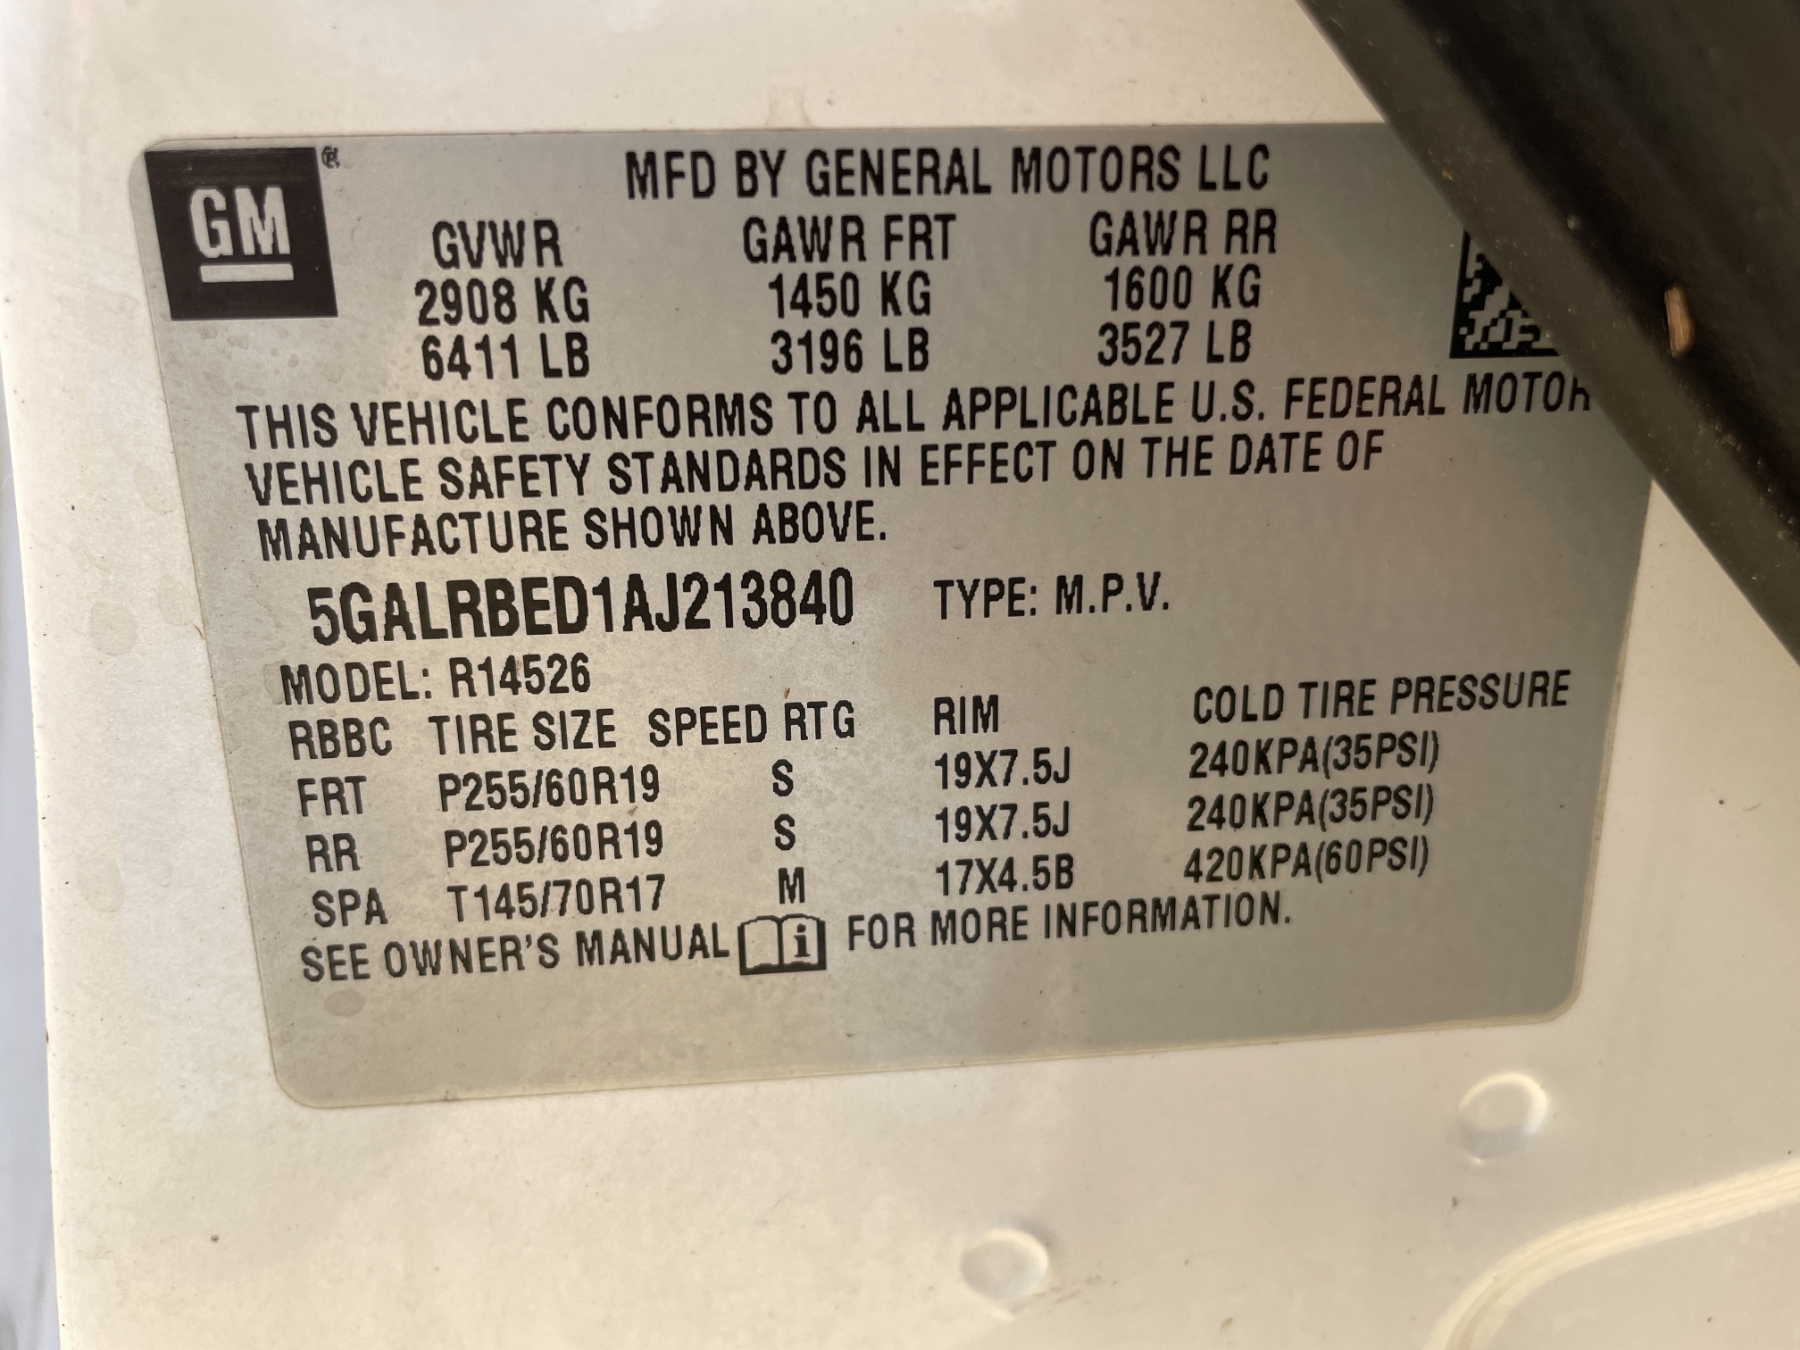 GM ®
MFD BY GENERAL MOTORS LLC
GVWR GAWR FRT GAWR RR
2908 KG 1450 KG 1600 KG
6411 LB 3196 LB 3527 LB
THIS VEHICLE CONFORMS TO ALL APPLICABLE U.S. FEDERAL MOTOR
VEHICLE SAFETY STANDARDS IN EFFECT ON THE DATE OF
MANUFACTURE SHOWN ABOVE.
5GALRBED1AJ213840 TYPE: M.P.V.
MODEL: R14526
RBBC TIRE SIZE SPEED RTG RIM COLD TIRE PRESSURE
FRT P255/60R19 S 19X7.5J 240KPA(35PSI)
RR P255/60R19 S 19X7.5J 240KPA(35PSI)
SPA T145/70R17 M 17X4.5B 420KPA(60PSI)
SEE OWNER'S MANUAL i FOR MORE INFORMATION.